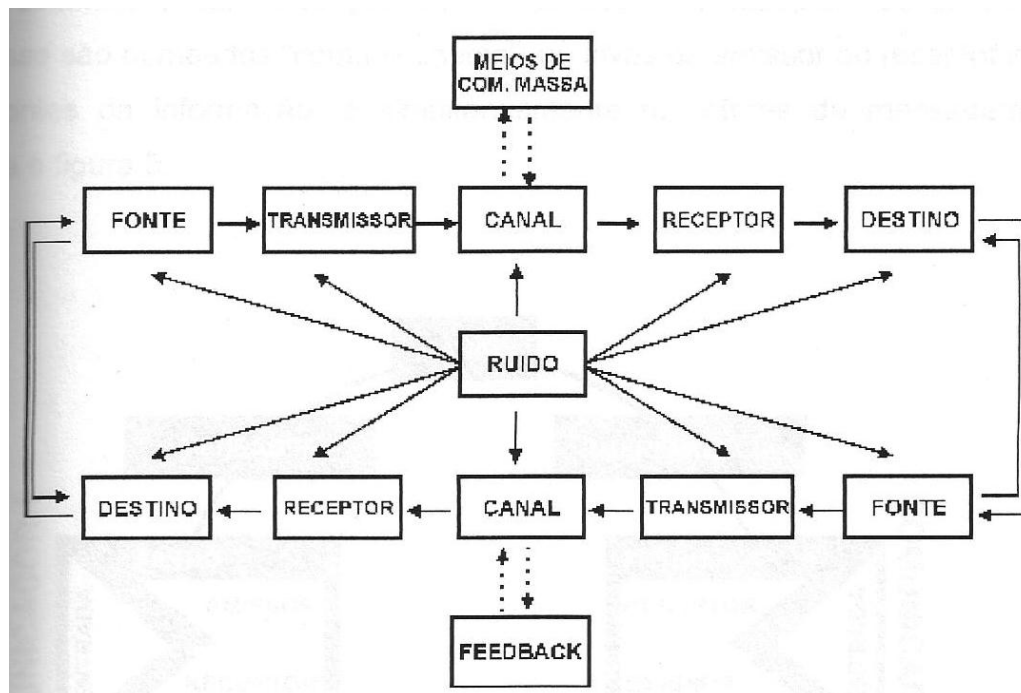 MEIOS DE
COM. MASSA
FONTE
TRANSMISSOR
CANAL
RECEPTOR
DESTINO
RUIDO
DESTINO
RECEPTOR
CANAL
TRANSMISSOR
FONTE
FEEDBACK